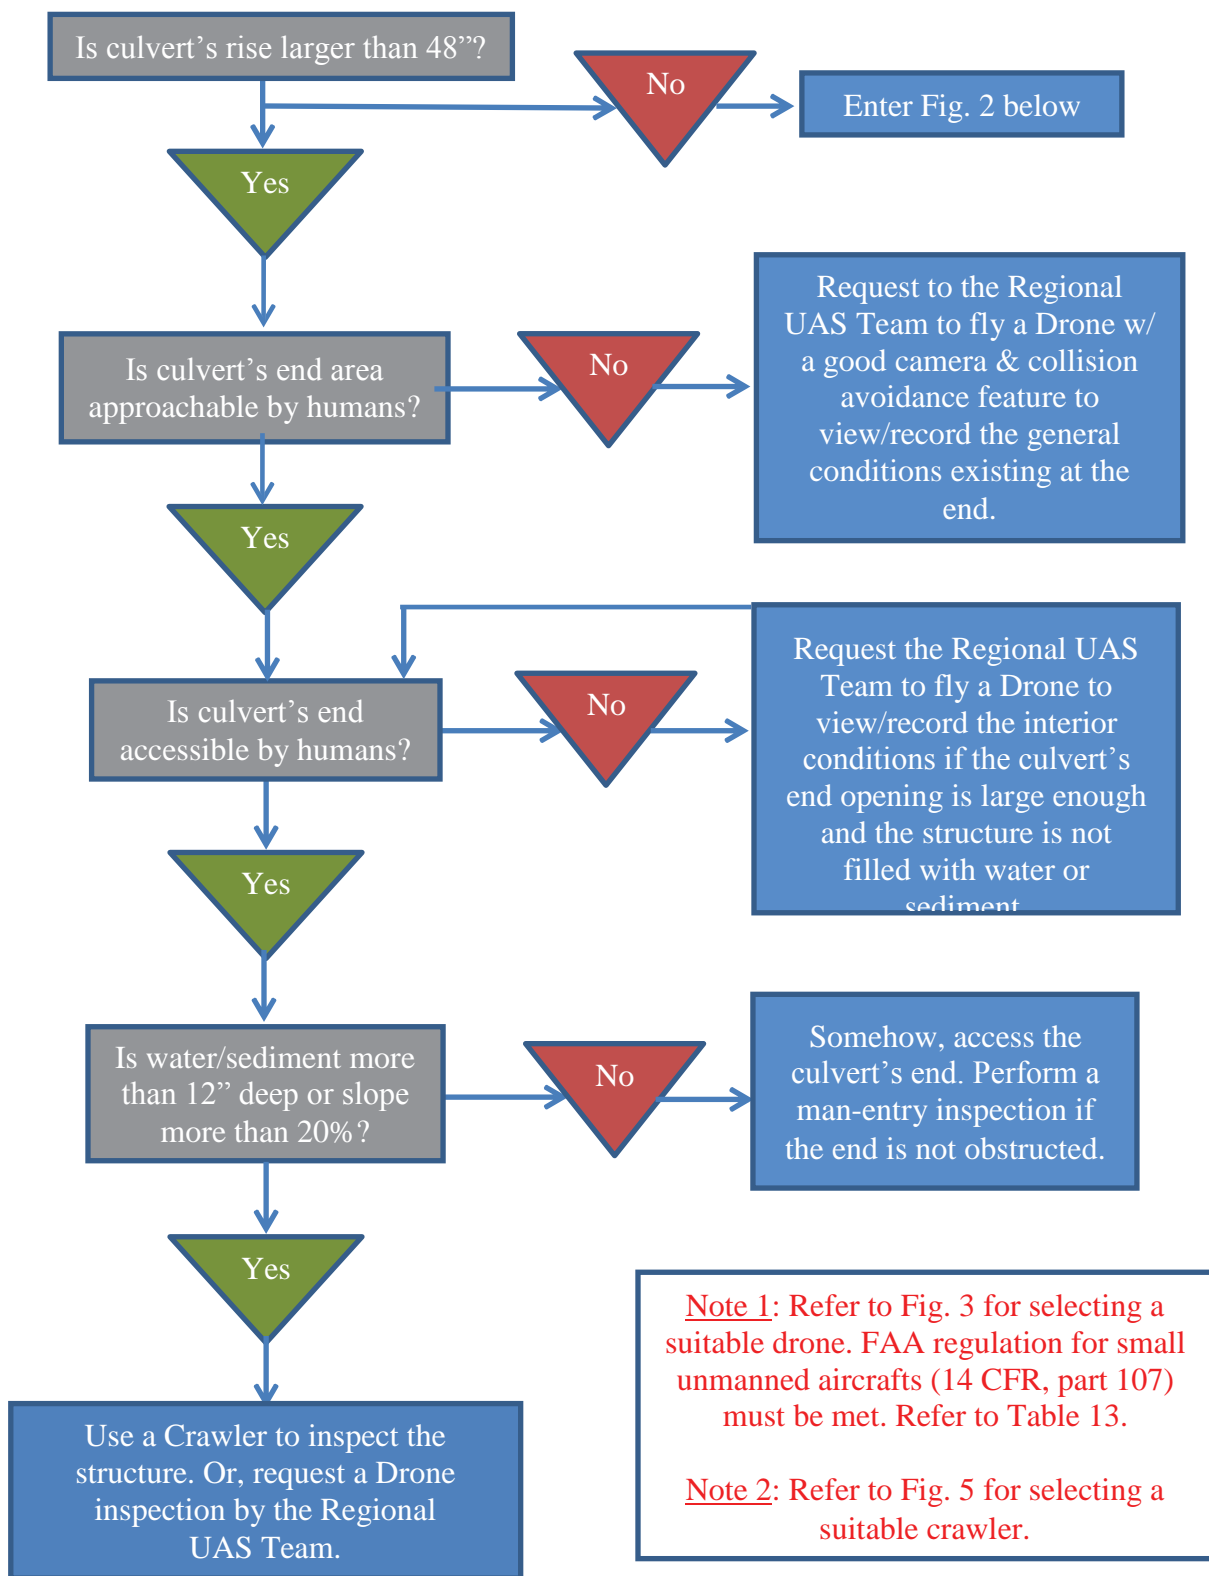 Is culvert’s rise larger than 48”?
No
Enter Fig. 2 below
Yes
Is culvert’s end area
approachable by humans?
No
Request to the Regional
UAS Team to fly a Drone w/
a good camera & collision
avoidance feature to
view/record the general
conditions existing at the
end.
Yes
Is culvert’s end
accessible by humans?
No
Request the Regional UAS
Team to fly a Drone to
view/record the interior
conditions if the culvert’s
end opening is large enough
and the structure is not
filled with water or
sediment
Yes
Is water/sediment more
than 12” deep or slope
more than 20%?
No
Somehow, access the
culvert’s end. Perform a
man-entry inspection if
the end is not obstructed.
Yes
Use a Crawler to inspect the
structure. Or, request a Drone
inspection by the Regional
UAS Team.
Note 1: Refer to Fig. 3 for selecting a
suitable drone. FAA regulation for small
unmanned aircrafts (14 CFR, part 107)
must be met. Refer to Table 13.
Note 2: Refer to Fig. 5 for selecting a
suitable crawler.